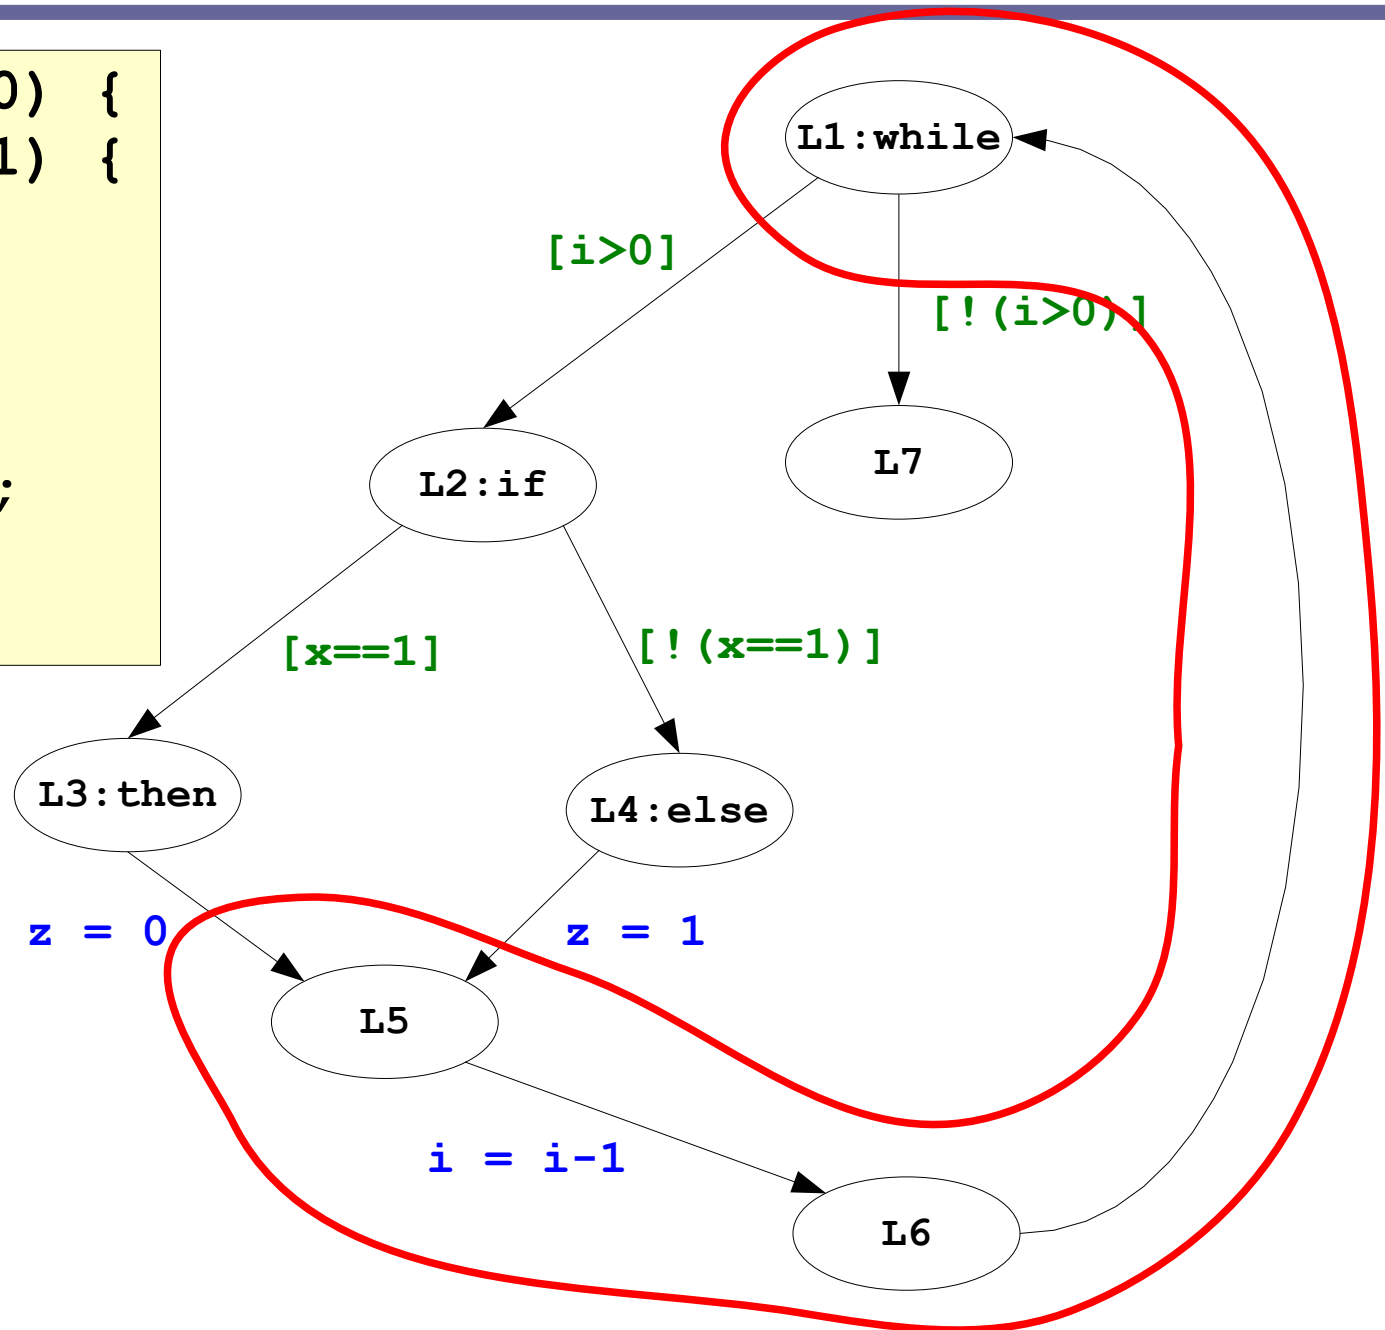 0) {
1) {
;
L1:while
[i>0]
[!(i>0)]
L7
L2:if
[x==1]
[!(x==1)]
L3:then
L4:else
z = 0
z = 1
L5
i = i-1
L6